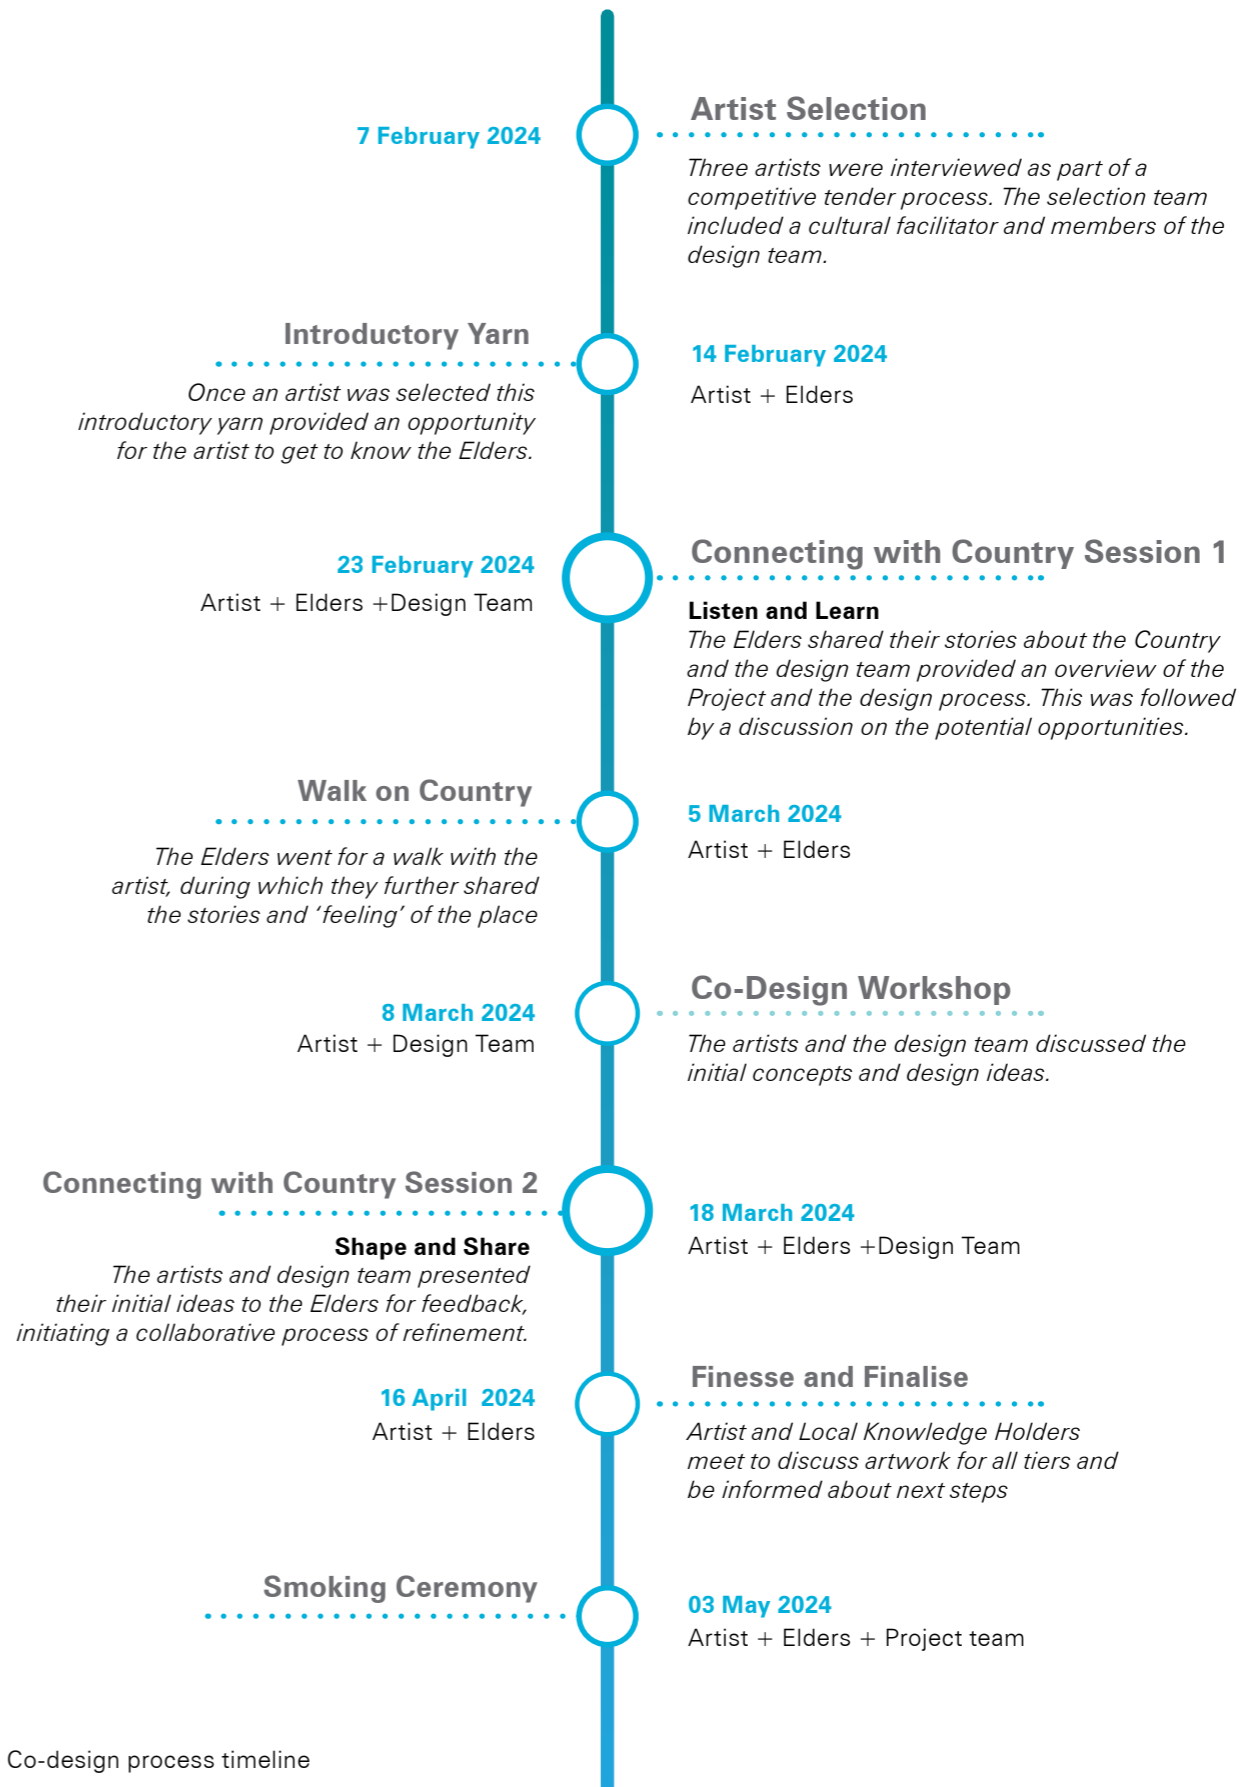 7 February 2024
Artist Selection
Three artists were interviewed as part of a
competitive tender process. The selection team
included a cultural facilitator and members of the
design team.
Introductory Yarn
Once an artist was selected this
introductory yarn provided an opportunity
for the artist to get to know the Elders.
14 February 2024
Artist + Elders
23 February 2024
Artist + Elders +Design Team
Connecting with Country Session 1
Listen and Learn
The Elders shared their stories about the Country
and the design team provided an overview of the
Project and the design process. This was followed
by a discussion on the potential opportunities.
Walk on Country
The Elders went for a walk with the
artist, during which they further shared
the stories and ‘feeling’ of the place
5 March 2024
Artist + Elders
8 March 2024
Artist + Design Team
Co-Design Workshop
The artists and the design team discussed the
initial concepts and design ideas.
Connecting with Country Session 2
Shape and Share
The artists and design team presented
their initial ideas to the Elders for feedback,
initiating a collaborative process of refinement.
18 March 2024
Artist + Elders +Design Team
16 April  2024
Artist + Elders
Finesse and Finalise
Artist and Local Knowledge Holders
meet to discuss artwork for all tiers and
be informed about next steps
Smoking Ceremony
03 May 2024
Artist + Elders + Project team
Co-design process timeline